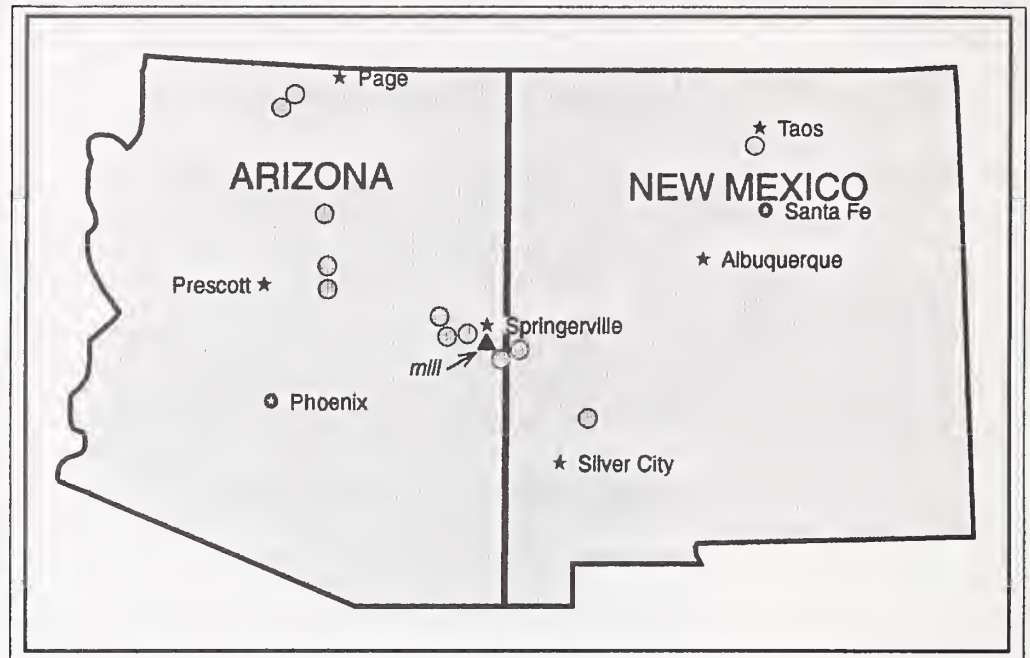 Page
Taos
ARIZONA
NEW MEXICO
Santa Fe
Albuquerque
Prescott
Springerville
mill
Phoenix
Silver City